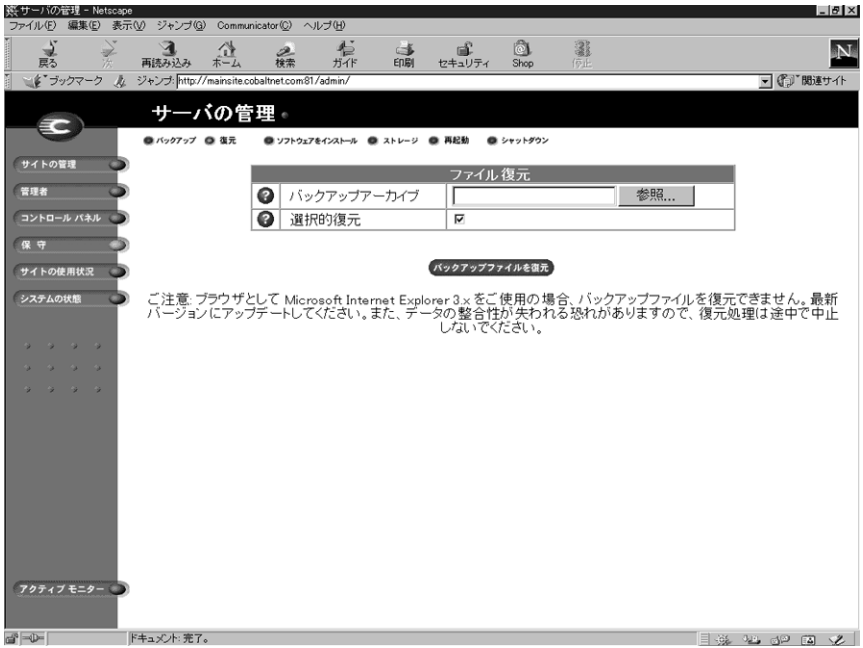 サーバの管理 - Netscape
ファイル(F) 編集(E) 表示(V) ジャンプ(G) Communicator(C) ヘルプ(H)
戻る 次 再読み込み ホーム 検索 ガイド 印刷 セキュリティ Shop 停止
N
ブックマーク ジャンプ: http://mainsite.cobaltnet.com:81/admin/ 関連サイト
サーバの管理
バックアップ 復元 ソフトウェアをインストール ストレージ 再起動 シャットダウン
サイトの管理
管理者
コントロール パネル
保 守
サイトの使用状況
システムの状態
アクティブ モニター
ファイル 復元
? バックアップアーカイブ 参照...
? 選択的復元
バックアップファイルを復元
ご注意: ブラウザとして Microsoft Internet Explorer 3.x をご使用の場合、バックアップファイルを復元できません。最新
バージョンにアップデートしてください。また、データの整合性が失われる恐れがありますので、復元処理は途中で中止
しないでください。
ドキュメント: 完了。